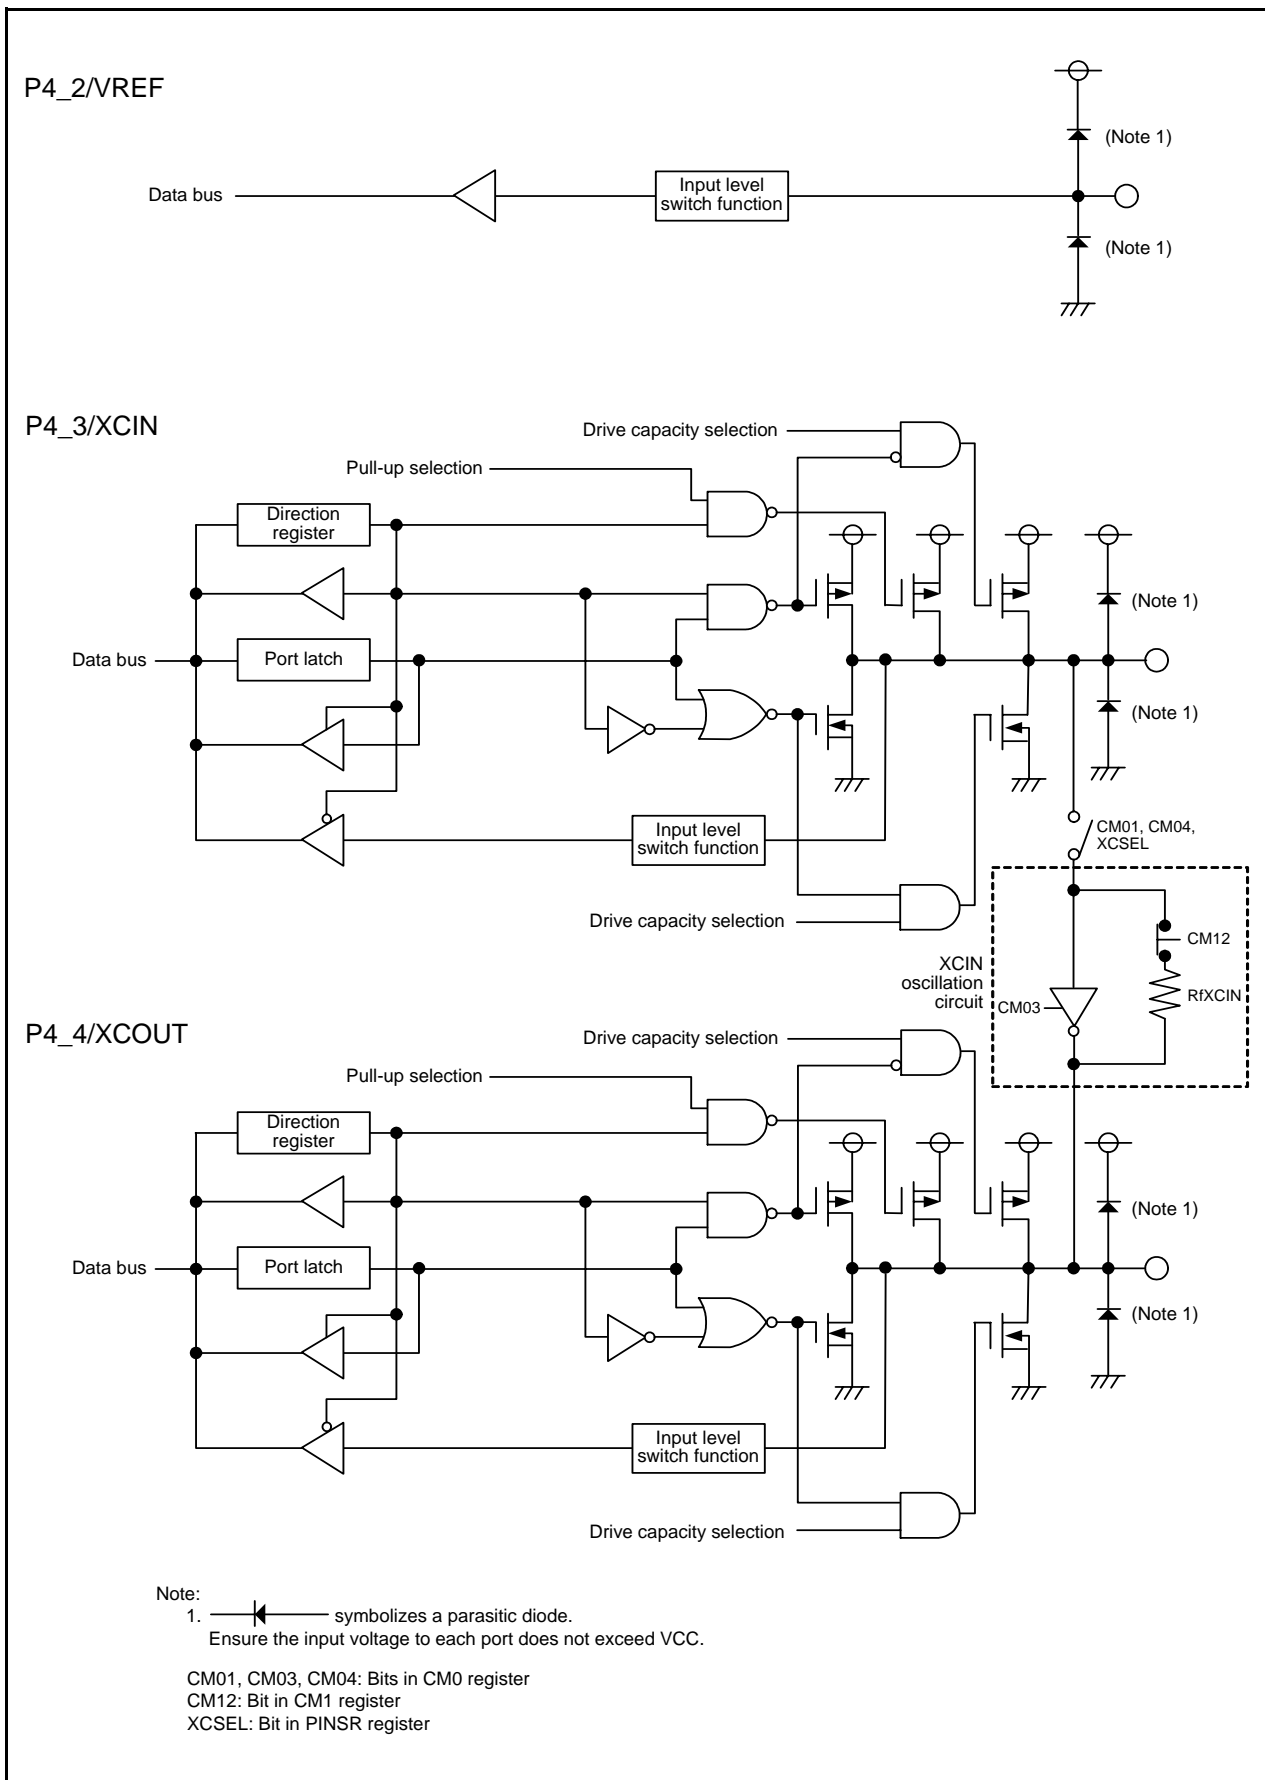 P4_2/VREF
(Note 1)
Data bus
Input level
switch function
(Note 1)
P4_3/XCIN
Drive capacity selection
Pull-up selection
Direction
register
(Note 1)
Data bus
Port latch
(Note 1)
Input level
switch function
CM01, CM04,
XCSEL
Drive capacity selection
CM12
XCIN
oscillation
circuit
RfXCIN
CM03
P4_4/XCOUT
Drive capacity selection
Pull-up selection
Direction
register
(Note 1)
Data bus
Port latch
(Note 1)
Input level
switch function
Drive capacity selection
Note:
1. symbolizes a parasitic diode.
Ensure the input voltage to each port does not exceed VCC.
CM01, CM03, CM04: Bits in CM0 register
CM12: Bit in CM1 register
XCSEL: Bit in PINSR register